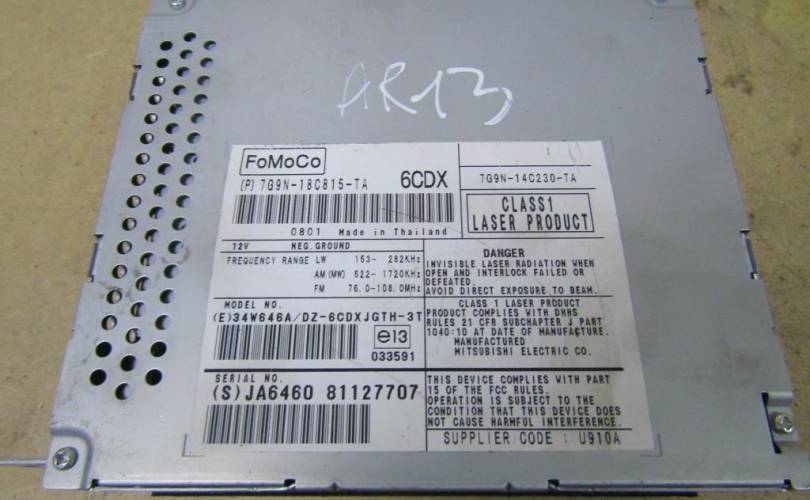 AR13
FoMoCo
(P) 7G9N-18C815-TA 6CDX
7G9N-14C230-TA
0801 Made in Thailand
CLASS1
LASER PRODUCT
12V NEG.GROUND
FREQUENCY RANGE LW 153- 282KHz
AM(MW) 522- 1720KHz
FM 76.0-108.0MHz
DANGER
INVISIBLE LASER RADIATION WHEN
OPEN AND INTERLOCK FAILED OR
DEFEATED.
AVOID DIRECT EXPOSURE TO BEAM.
MODEL NO.
(E)34W646A/DZ-6CDXJGTH-3T
e13
033591
CLASS 1 LASER PRODUCT
PRODUCT COMPLIES WITH DHHS
RULES 21 CFR SUBCHAPTER J PART
1040:10 AT DATE OF MANUFACTURE.
MANUFACTURED
MITSUBISHI ELECTRIC CO.
SERIAL NO.
(S)JA6460 81127707
THIS DEVICE COMPLIES WITH PART
15 OF THE FCC RULES.
OPERATION IS SUBJECT TO THE
CONDITION THAT THIS DEVICE DOES
NOT CAUSE HARMFUL INTERFERENCE.
SUPPLIER CODE : U910A